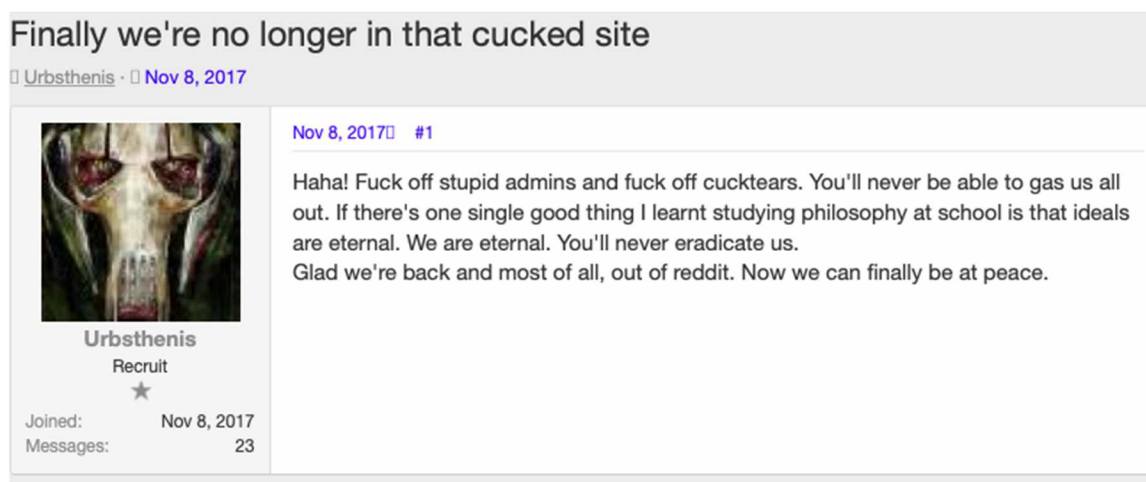 Finally we're no longer in that cucked site
Urbsthenis · Nov 8, 2017
Nov 8, 2017 #1
Haha! Fuck off stupid admins and fuck off cucktears. You'll never be able to gas us all
out. If there's one single good thing I learnt studying philosophy at school is that ideals
are eternal. We are eternal. You'll never eradicate us.
Glad we're back and most of all, out of reddit. Now we can finally be at peace.
Urbsthenis
Recruit
Joined: Nov 8, 2017
Messages: 23